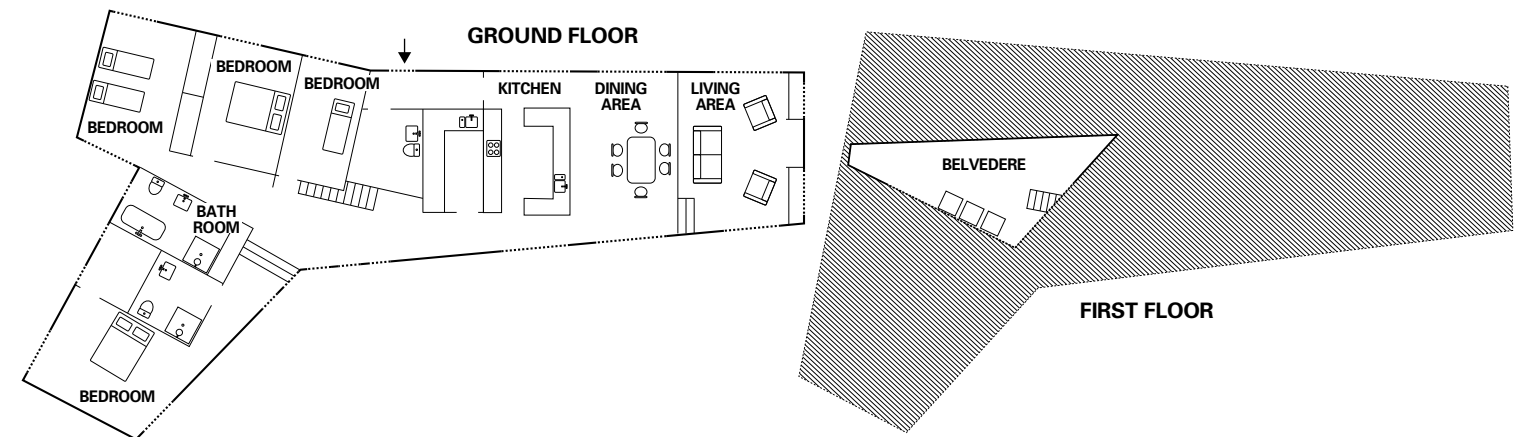 GROUND FLOOR
BEDROOM
BEDROOM
BEDROOM
KITCHEN
DINING
AREA
LIVING
AREA
BATH
ROOM
BEDROOM
BELVEDERE
FIRST FLOOR